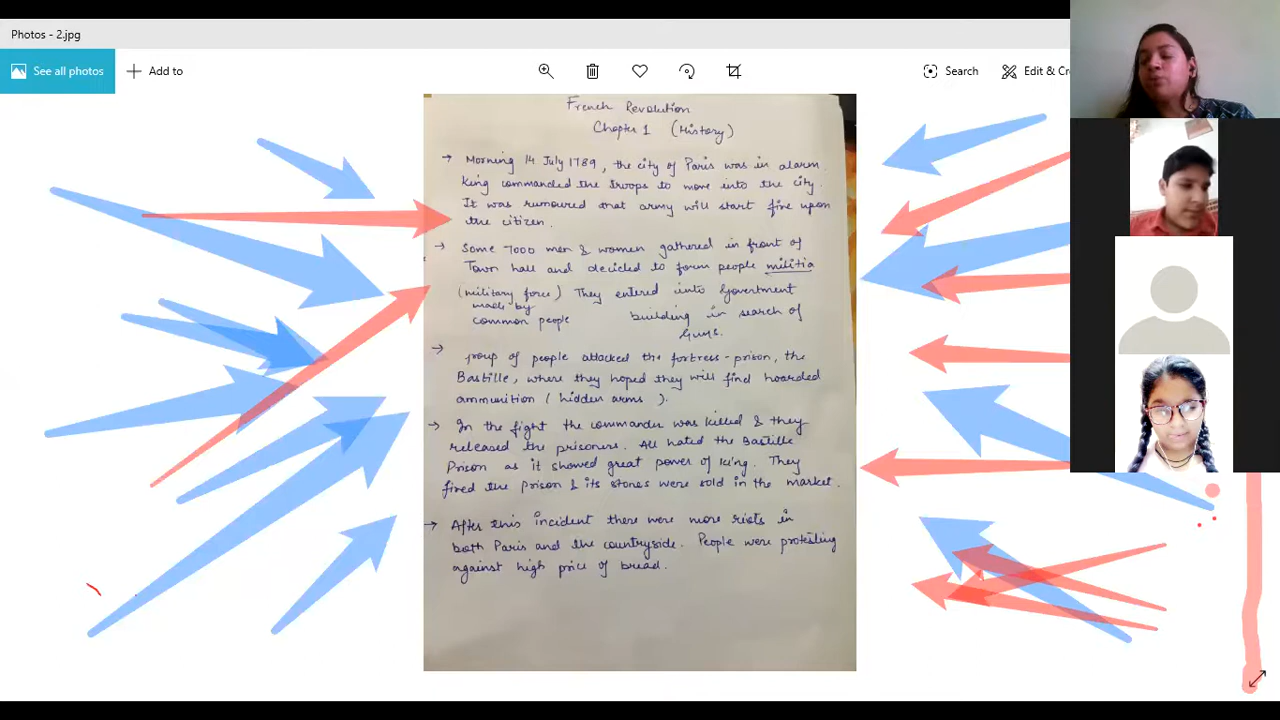 Photos - 2.jpg
See all photos
Add to
Search
Edit & Cr
French Revolution
Chapter 1 (History)
→ Morning 14 July 1789, the city of Paris was in alarm
King commanded the troops to move into the city.
It was rumoured that army will start fire upon
the citizen.
→ Some 7000 men & women gathered in front of
Town hall and decided to form people militia
(military force) They entered into Government
made by
common people building in search of
Guns.
→ group of people attacked the fortress-prison, the
Bastille, where they hoped they will find hoarded
ammunition (hidden arms ).
→ In the fight the commander was killed & they
released the prisoners. All hated the Bastille
Prison as it showed great power of king. They
fired the prison & its stones were sold in the market.
→ After this incident there were more riots in
both Paris and the countryside. People were protesting
against high price of bread.